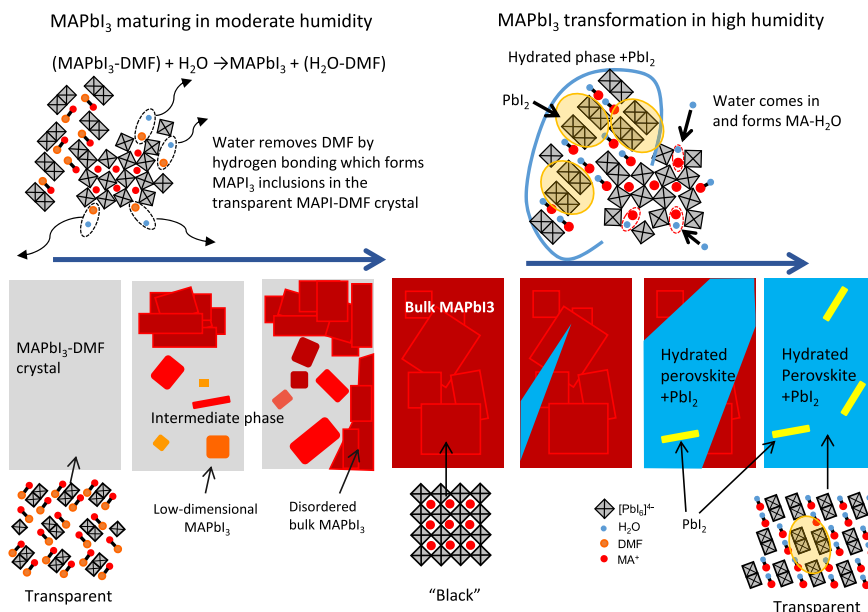 MAPbI₃ maturing in moderate humidity
(MAPbI₃-DMF) + H₂O →MAPbI₃ + (H₂O-DMF)
Water removes DMF by
hydrogen bonding which forms
MAPI₃ inclusions in the
transparent MAPI-DMF crystal
MAPbI₃ transformation in high humidity
Hydrated phase +PbI₂
PbI₂
Water comes in
and forms MA-H₂O
MAPbI₃-DMF
crystal
Intermediate phase
Bulk MAPbI3
Hydrated
perovskite
+PbI₂
Hydrated
Perovskite
+PbI₂
Low-dimensional
MAPbI₃
Disordered
bulk MAPbI₃
[PbI₆]⁴⁻
H₂O
DMF
MA⁺
PbI₂
Transparent
“Black”
Transparent